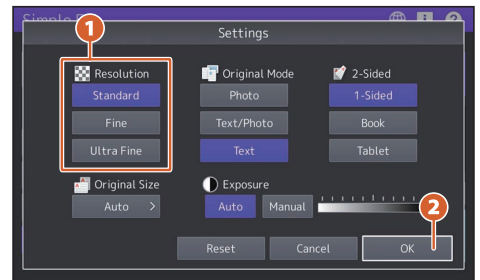 Simple
1
Settings
Resolution
Original Mode
2-Sided
Standard
Photo
1-Sided
Fine
Text/Photo
Book
Ultra Fine
Text
Tablet
Original Size
Exposure
Auto >
Auto
Manual
2
Reset
Cancel
OK